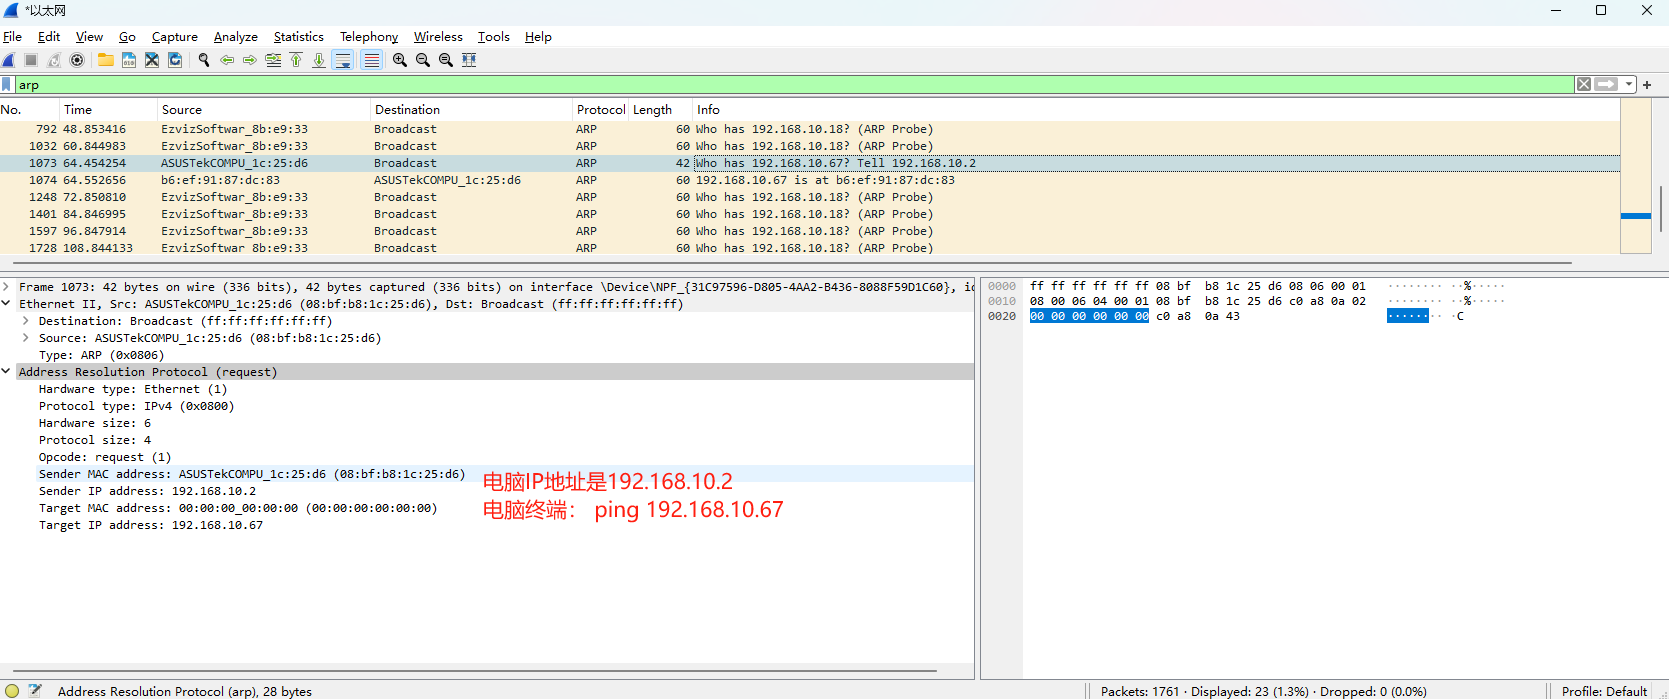 *以太网
File Edit View Go Capture Analyze Statistics Telephony Wireless Tools Help
arp
No. Time Source Destination Protocol Length Info
792 48.853416 EzvizSoftwar_8b:e9:33 Broadcast ARP 60 Who has 192.168.10.18? (ARP Probe)
1032 60.844983 EzvizSoftwar_8b:e9:33 Broadcast ARP 60 Who has 192.168.10.18? (ARP Probe)
1073 64.454254 ASUSTekCOMPU_1c:25:d6 Broadcast ARP 42 Who has 192.168.10.67? Tell 192.168.10.2
1074 64.552656 b6:ef:91:87:dc:83 ASUSTekCOMPU_1c:25:d6 ARP 60 192.168.10.67 is at b6:ef:91:87:dc:83
1248 72.850810 EzvizSoftwar_8b:e9:33 Broadcast ARP 60 Who has 192.168.10.18? (ARP Probe)
1401 84.846995 EzvizSoftwar_8b:e9:33 Broadcast ARP 60 Who has 192.168.10.18? (ARP Probe)
1597 96.847914 EzvizSoftwar_8b:e9:33 Broadcast ARP 60 Who has 192.168.10.18? (ARP Probe)
1728 108.844133 EzvizSoftwar_8b:e9:33 Broadcast ARP 60 Who has 192.168.10.18? (ARP Probe)
Frame 1073: 42 bytes on wire (336 bits), 42 bytes captured (336 bits) on interface \Device\NPF_{31C97596-D805-4AA2-B436-8088F59D1C60}, id
Ethernet II, Src: ASUSTekCOMPU_1c:25:d6 (08:bf:b8:1c:25:d6), Dst: Broadcast (ff:ff:ff:ff:ff:ff)
Destination: Broadcast (ff:ff:ff:ff:ff:ff)
Source: ASUSTekCOMPU_1c:25:d6 (08:bf:b8:1c:25:d6)
Type: ARP (0x0806)
Address Resolution Protocol (request)
Hardware type: Ethernet (1)
Protocol type: IPv4 (0x0800)
Hardware size: 6
Protocol size: 4
Opcode: request (1)
Sender MAC address: ASUSTekCOMPU_1c:25:d6 (08:bf:b8:1c:25:d6)
Sender IP address: 192.168.10.2
Target MAC address: 00:00:00_00:00:00 (00:00:00:00:00:00)
Target IP address: 192.168.10.67
电脑IP地址是192.168.10.2
电脑终端： ping 192.168.10.67
0000 ff ff ff ff ff ff 08 bf b8 1c 25 d6 08 06 00 01 ········ ··%·····
0010 08 00 06 04 00 01 08 bf b8 1c 25 d6 c0 a8 0a 02 ········ ··%·····
0020 00 00 00 00 00 00 c0 a8 0a 43 ········ ·C
Address Resolution Protocol (arp), 28 bytes
Packets: 1761 · Displayed: 23 (1.3%) · Dropped: 0 (0.0%)
Profile: Default